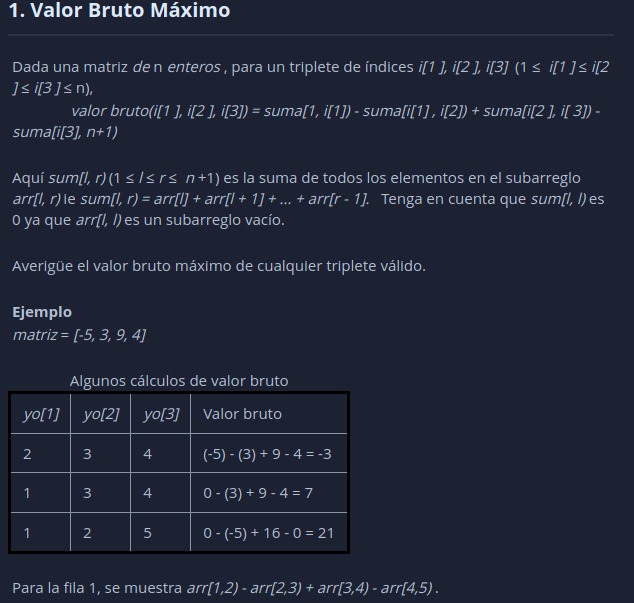 1. Valor Bruto Máximo
Dada una matriz de n enteros , para un triplete de índices i[1 ], i[2 ], i[3] (1 ≤ i[1 ] ≤ i[2
] ≤ i[3 ] ≤ n),
valor bruto(i[1 ], i[2 ], i[3]) = suma[1, i[1]) - suma[i[1] , i[2]) + suma[i[2 ], i[ 3]) -
suma[i[3], n+1)
Aquí sum[l, r) (1 ≤ l ≤ r ≤ n +1) es la suma de todos los elementos en el subarreglo
arr[l, r) ie sum[l, r) = arr[l] + arr[l + 1] + ... + arr[r - 1]. Tenga en cuenta que sum[l, l) es
0 ya que arr[l, l) es un subarreglo vacío.
Averigüe el valor bruto máximo de cualquier triplete válido.
Ejemplo
matriz = [-5, 3, 9, 4]
Algunos cálculos de valor bruto
yo[1] yo[2] yo[3] Valor bruto
2 3 4 (-5) - (3) + 9 - 4 = -3
1 3 4 0 - (3) + 9 - 4 = 7
1 2 5 0 - (-5) + 16 - 0 = 21
Para la fila 1, se muestra arr[1,2) - arr[2,3) + arr[3,4) - arr[4,5) .